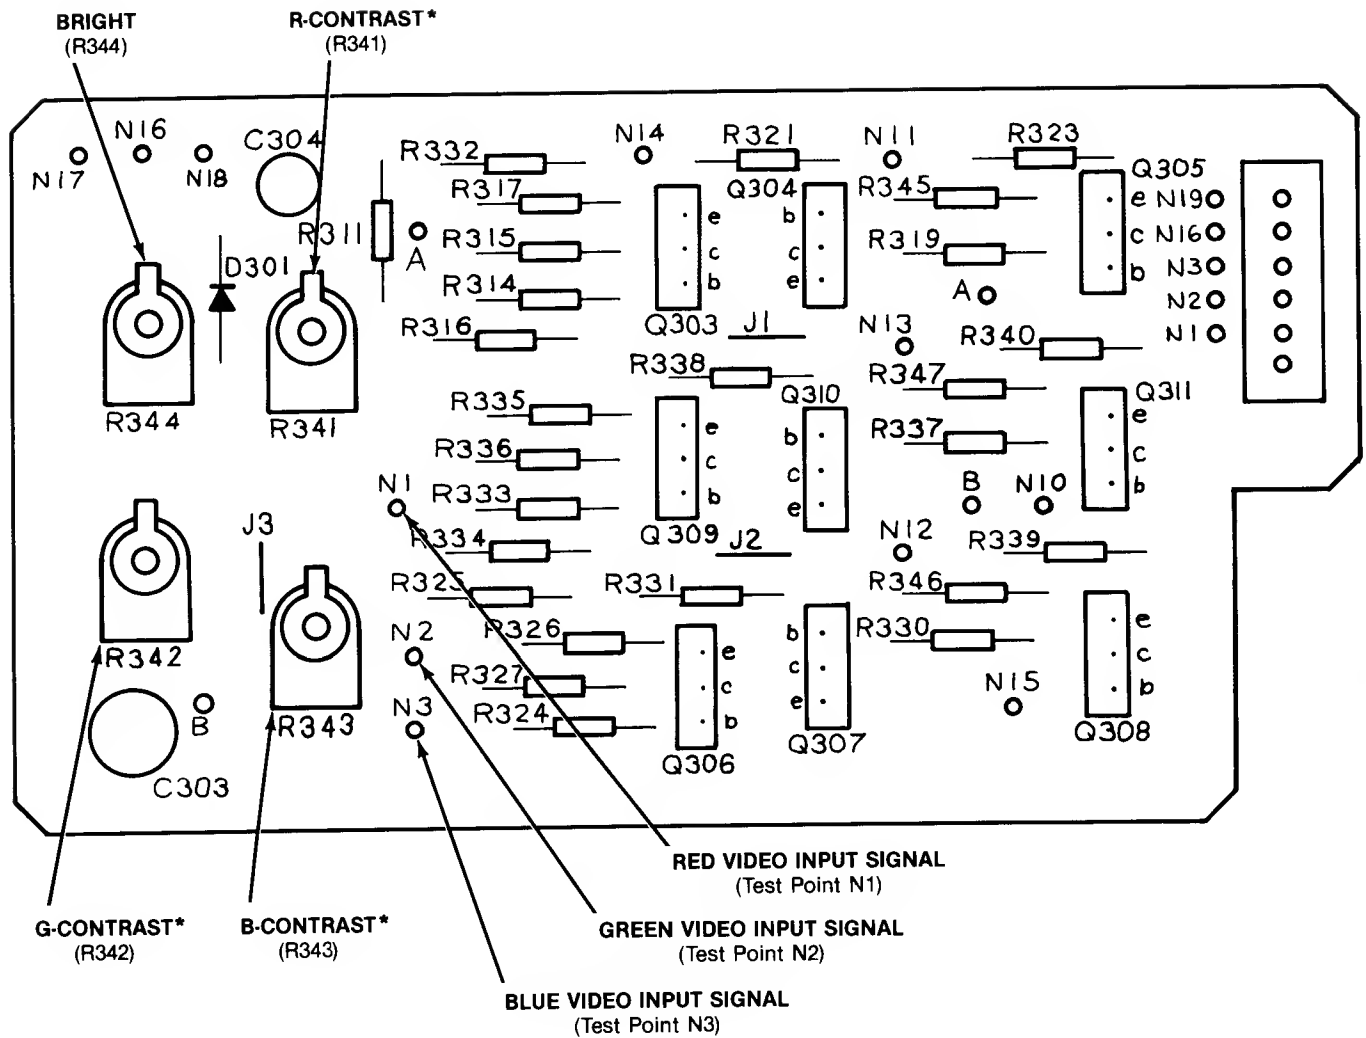 BRIGHT
(R344)
R-CONTRAST*
(R341)
N17
N16
N18
C304
R332
N14
R321
N11
R323
Q305
R317
Q304
R345
e N19
R311
A
R315
e
c
b
b
c
e
R319
c N16
b N3
D301
R314
A
N2
R316
Q303
J1
N13
R340
N1
R338
R347
R344
R341
R335
Q310
Q311
R336
e
c
b
b
c
e
R337
e
c
b
N1
R333
B
N10
J3
R334
Q309
J2
N12
R339
R325
R331
R346
N2
R326
b
c
e
R330
e
c
b
R342
R327
e
c
b
N15
B
R343
N3
R324
Q307
Q308
C303
Q306
RED VIDEO INPUT SIGNAL
(Test Point N1)
G-CONTRAST*
(R342)
B-CONTRAST*
(R343)
GREEN VIDEO INPUT SIGNAL
(Test Point N2)
BLUE VIDEO INPUT SIGNAL
(Test Point N3)